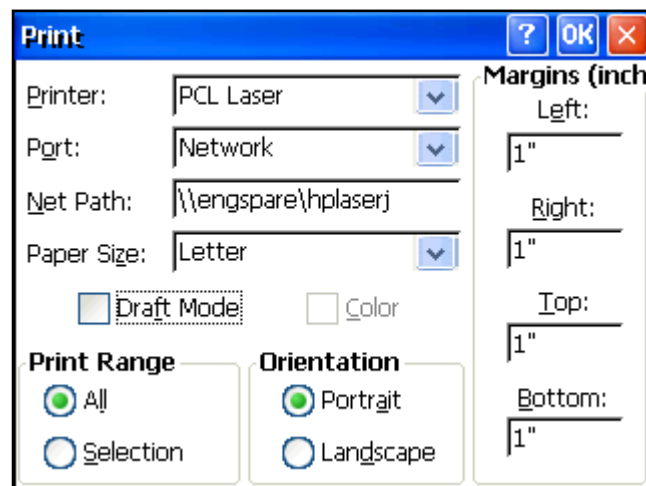 Print
? OK
Printer: PCL Laser
Port: Network
Net Path: \\engspare\hplaserj
Paper Size: Letter
Draft Mode
Color
Print Range
All
Selection
Orientation
Portrait
Landscape
Margins (inch
Left:
1"
Right:
1"
Top:
1"
Bottom:
1"